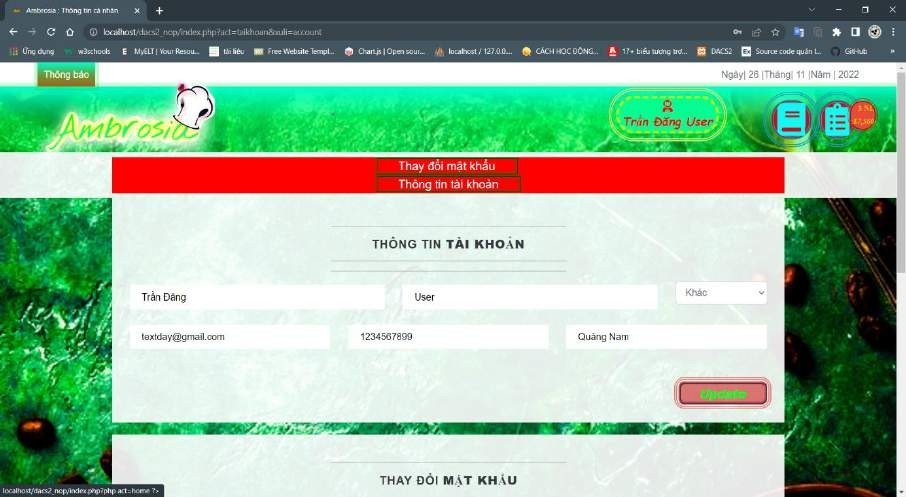 Ambrosia : Thông tin cá nhân
localhost/dacs2_nop/index.php?act=taikhoan&quali=account
Ứng dụng w3schools MyELT | Your Resou... tài liệu Free Website Templ... Chart.js | Open sour... localhost / 127.0.0... CÁCH HỌC ĐỘNG... 17+ biểu tượng trơ... DACS2 Source code quản l... GitHub »
Thông báo
Ngày| 26 |Tháng| 11 |Năm | 2022
Ambrosia
Trần Đăng User
Thay đổi mật khẩu
Thông tin tài khoản
THÔNG TIN TÀI KHOẢN
Trần Đăng User Khác
textday@gmail.com 1234567899 Quảng Nam
Update
THAY ĐỔI MẬT KHẨU
localhost/dacs2_nop/index.php?php act=home ?>